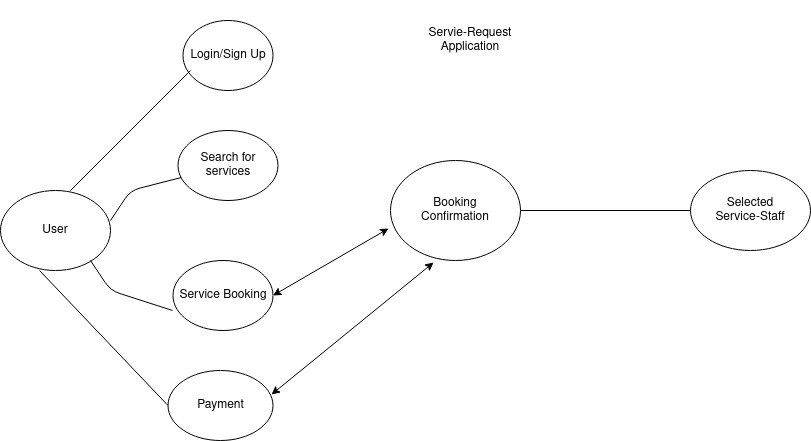 Servie-Request
Application
Login/Sign Up
Search for
services
User
Service Booking
Payment
Booking
Confirmation
Selected
Service-Staff